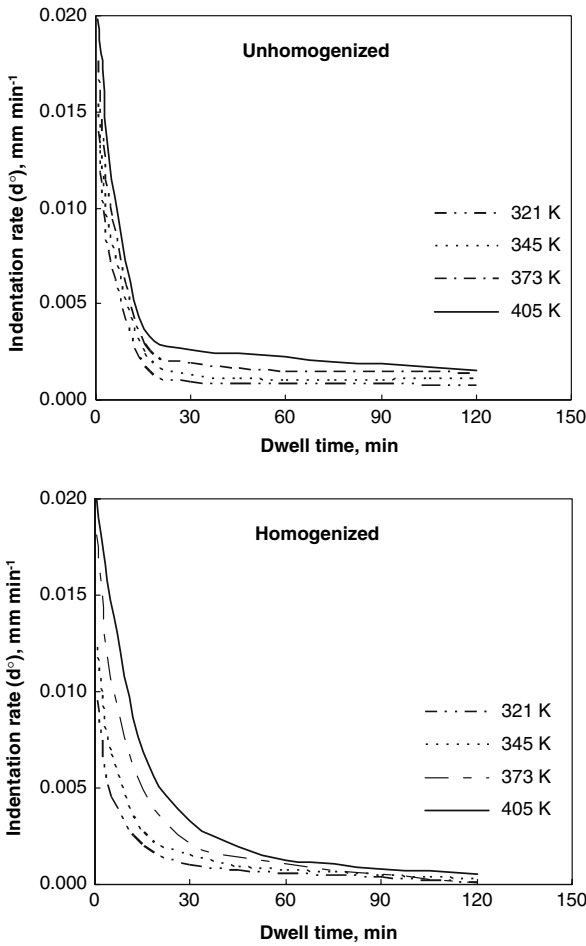 Unhomogenized
Indentation rate (d°), mm min⁻¹
0.020
0.015
0.010
0.005
0.000
321 K
345 K
373 K
405 K
0 30 60 90 120 150
Dwell time, min
Homogenized
Indentation rate (d°), mm min⁻¹
0.020
0.015
0.010
0.005
0.000
321 K
345 K
373 K
405 K
0 30 60 90 120 150
Dwell time, min